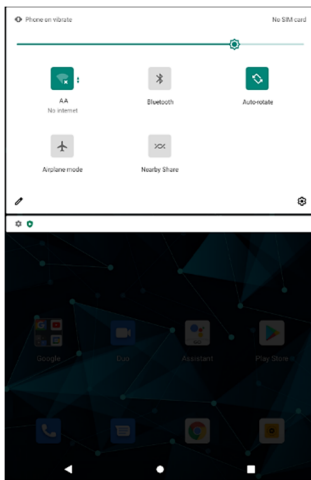 Phone on vibrate
No SIM card
AA
No internet
Bluetooth
Auto-rotate
Airplane mode
Nearby Share
Google
Duo
Assistant
Play Store